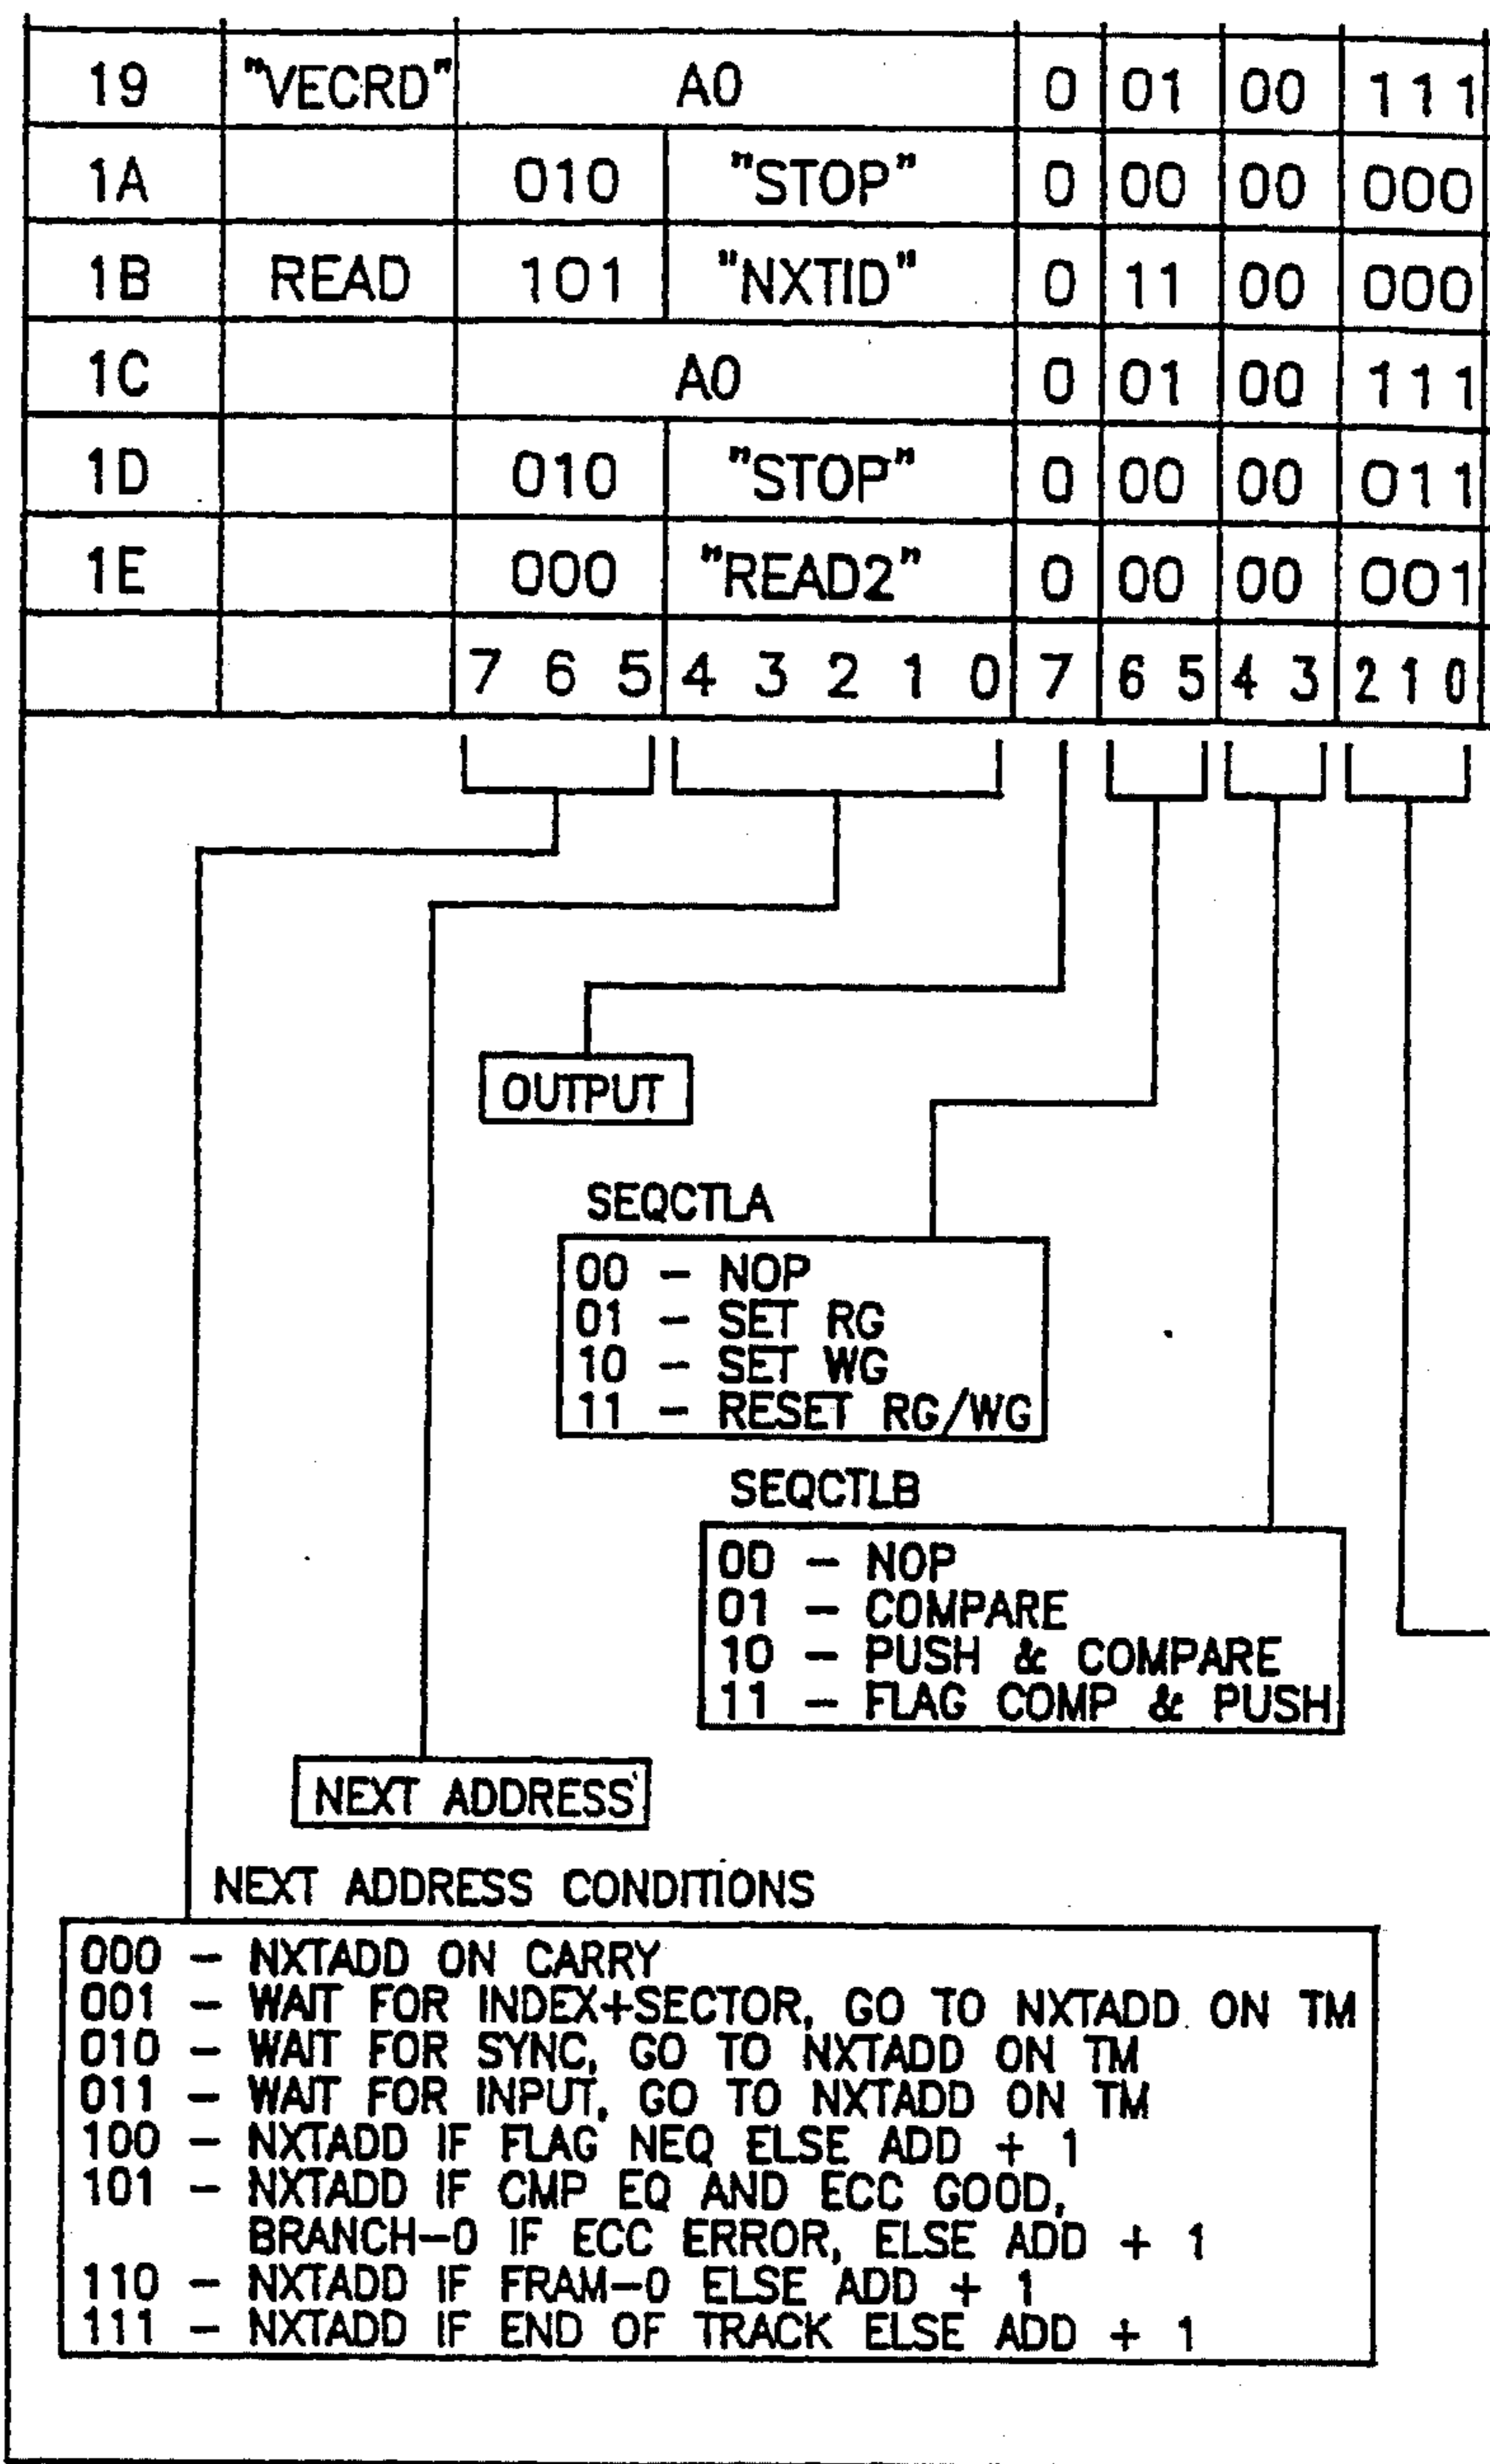 19 "VECRD" A0 0 01 00 111
1A 010 "STOP" 0 00 00 000
1B READ 101 "NXTID" 0 11 00 000
1C A0 0 01 00 111
1D 010 "STOP" 0 00 00 011
1E 000 "READ2" 0 00 00 001
7 6 5 4 3 2 1 0 7 6 5 4 3 2 1 0
OUTPUT
SEQCTLA
00 - NOP
01 - SET RG
10 - SET WG
11 - RESET RG/WG
SEQCTLB
00 - NOP
01 - COMPARE
10 - PUSH & COMPARE
11 - FLAG COMP & PUSH
NEXT ADDRESS
NEXT ADDRESS CONDITIONS
000 - NXTADD ON CARRY
001 - WAIT FOR INDEX+SECTOR, GO TO NXTADD ON TM
010 - WAIT FOR SYNC, GO TO NXTADD ON TM
011 - WAIT FOR INPUT, GO TO NXTADD ON TM
100 - NXTADD IF FLAG NEQ ELSE ADD + 1
101 - NXTADD IF CMP EQ AND ECC GOOD,
BRANCH-0 IF ECC ERROR, ELSE ADD + 1
110 - NXTADD IF FRAM-0 ELSE ADD + 1
111 - NXTADD IF END OF TRACK ELSE ADD + 1